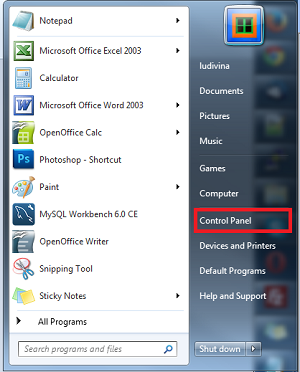 Notepad
Microsoft Office Excel 2003
Calculator
Microsoft Office Word 2003
OpenOffice Calc
Photoshop - Shortcut
Paint
MySQL Workbench 6.0 CE
OpenOffice Writer
Snipping Tool
Sticky Notes
All Programs
Search programs and files
ludivina
Documents
Pictures
Music
Games
Computer
Control Panel
Devices and Printers
Default Programs
Help and Support
Shut down